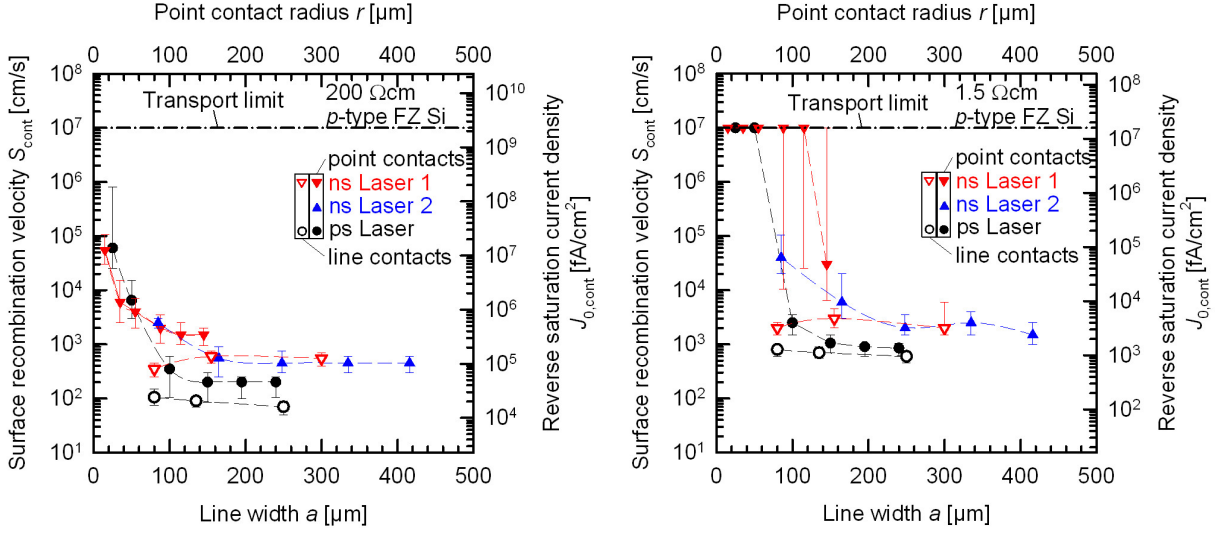 Point contact radius r [µm]
0 100 200 300 400 500
10^8
10^7
10^6
10^5
10^4
10^3
10^2
10^1
Surface recombination velocity S_cont [cm/s]
Transport limit
200 Ωcm
p-type FZ Si
point contacts
ns Laser 1
ns Laser 2
ps Laser
line contacts
10^10
10^9
10^8
10^7
10^6
10^5
10^4
Reverse saturation current density
J_0,cont [fA/cm^2]
0 100 200 300 400 500
Line width a [µm]
Point contact radius r [µm]
0 100 200 300 400 500
10^8
10^7
10^6
10^5
10^4
10^3
10^2
10^1
Surface recombination velocity S_cont [cm/s]
Transport limit
1.5 Ωcm
p-type FZ Si
point contacts
ns Laser 1
ns Laser 2
ps Laser
line contacts
10^8
10^7
10^6
10^5
10^4
10^3
10^2
Reverse saturation current density
J_0,cont [fA/cm^2]
0 100 200 300 400 500
Line width a [µm]